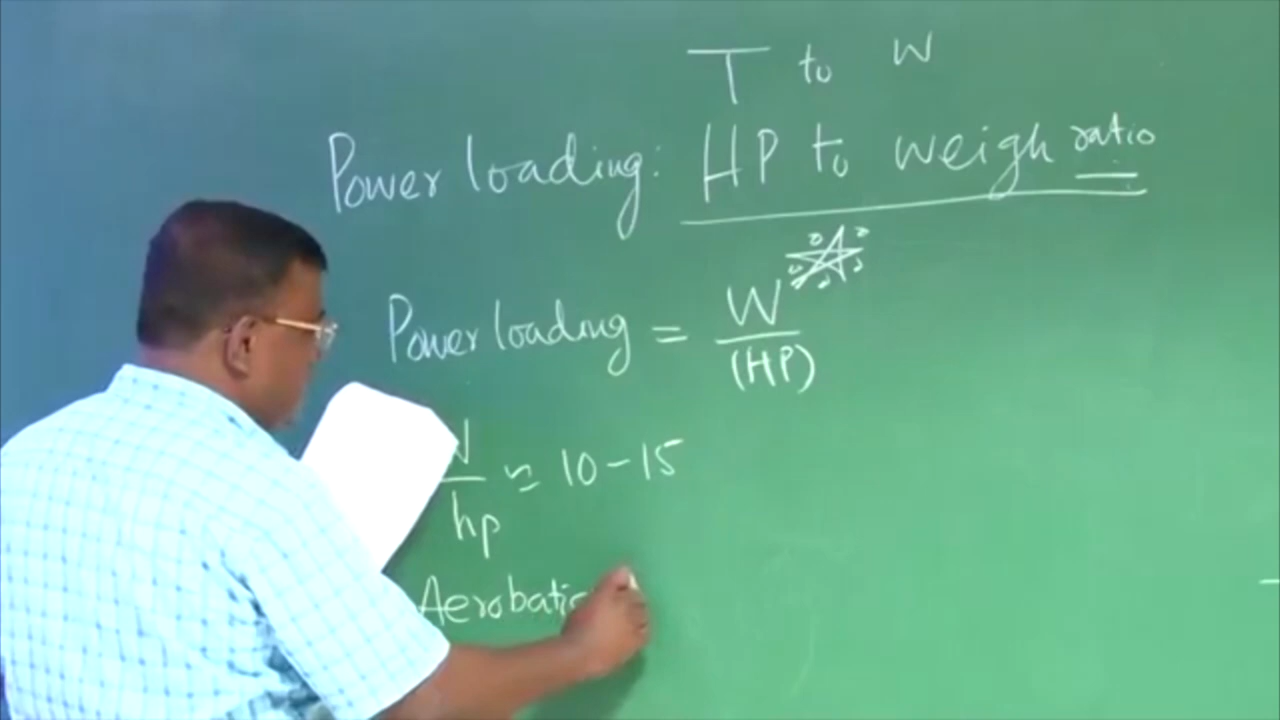 T to W
Power loading: HP to weigh ratio
Power loading = W
(HP)
hp ≈ 10-15
Aerobatic